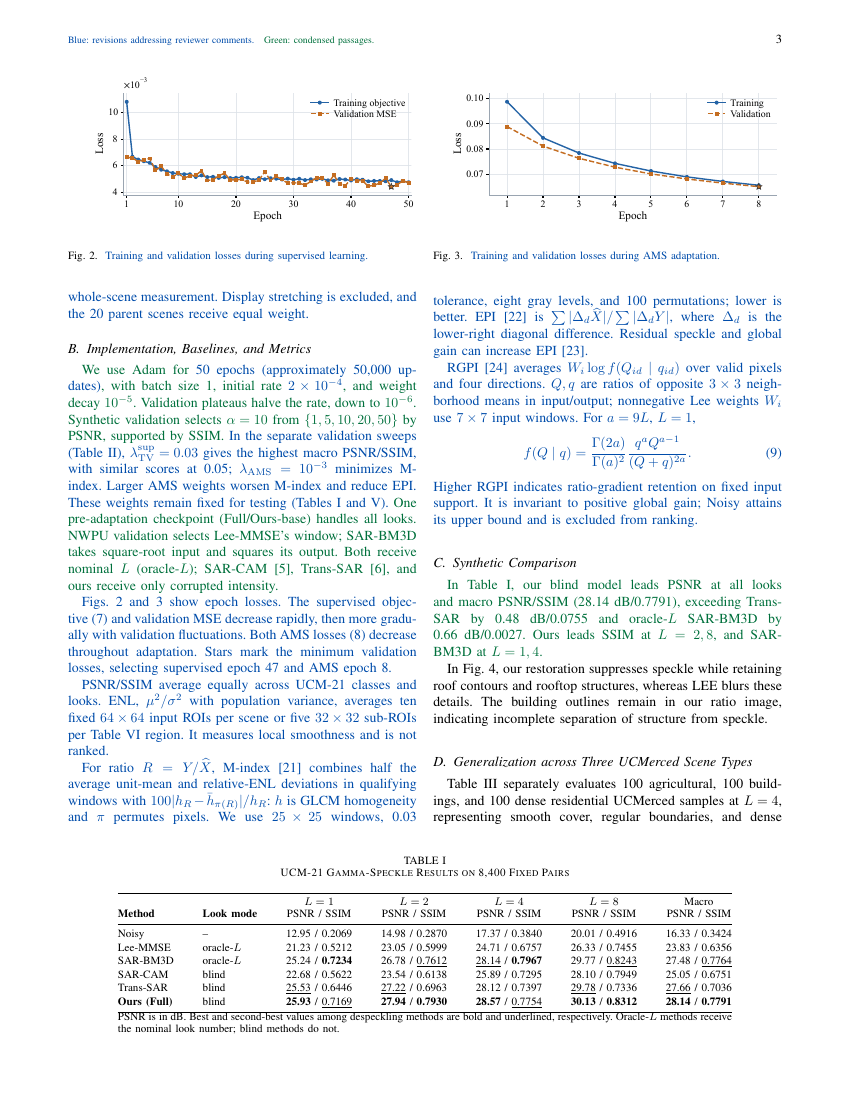 Blue: revisions addressing reviewer comments. Green: condensed passages.
3
×10⁻³
10
8
6
4
Loss
1 10 20 30 40 50
Epoch
Training objective
Validation MSE
0.10
0.09
0.08
0.07
Loss
1 2 3 4 5 6 7 8
Epoch
Training
Validation
Fig. 2. Training and validation losses during supervised learning.
Fig. 3. Training and validation losses during AMS adaptation.
whole-scene measurement. Display stretching is excluded, and
the 20 parent scenes receive equal weight.
B. Implementation, Baselines, and Metrics
We use Adam for 50 epochs (approximately 50,000 up-
dates), with batch size 1, initial rate 2 × 10⁻⁴, and weight
decay 10⁻⁵. Validation plateaus halve the rate, down to 10⁻⁶.
Synthetic validation selects α = 10 from {1, 5, 10, 20, 50} by
PSNR, supported by SSIM. In the separate validation sweeps
(Table II), λ_TV^sup = 0.03 gives the highest macro PSNR/SSIM,
with similar scores at 0.05; λ_AMS = 10⁻³ minimizes M-
index. Larger AMS weights worsen M-index and reduce EPI.
These weights remain fixed for testing (Tables I and V). One
pre-adaptation checkpoint (Full/Ours-base) handles all looks.
NWPU validation selects Lee-MMSE's window; SAR-BM3D
takes square-root input and squares its output. Both receive
nominal L (oracle-L); SAR-CAM [5], Trans-SAR [6], and
ours receive only corrupted intensity.
Figs. 2 and 3 show epoch losses. The supervised objec-
tive (7) and validation MSE decrease rapidly, then more gradu-
ally with validation fluctuations. Both AMS losses (8) decrease
throughout adaptation. Stars mark the minimum validation
losses, selecting supervised epoch 47 and AMS epoch 8.
PSNR/SSIM average equally across UCM-21 classes and
looks. ENL, μ²/σ² with population variance, averages ten
fixed 64 × 64 input ROIs per scene or five 32 × 32 sub-ROIs
per Table VI region. It measures local smoothness and is not
ranked.
For ratio R = Y/X̂, M-index [21] combines half the
average unit-mean and relative-ENL deviations in qualifying
windows with 100|h_R − h̄_π(R)|/h_R: h is GLCM homogeneity
and π permutes pixels. We use 25 × 25 windows, 0.03
tolerance, eight gray levels, and 100 permutations; lower is
better. EPI [22] is ∑ |Δ_d X̂|/∑ |Δ_d Y|, where Δ_d is the
lower-right diagonal difference. Residual speckle and global
gain can increase EPI [23].
RGPI [24] averages W_i log f(Q_id | q_id) over valid pixels
and four directions. Q, q are ratios of opposite 3 × 3 neigh-
borhood means in input/output; nonnegative Lee weights W_i
use 7 × 7 input windows. For a = 9L, L = 1,
f(Q | q) = Γ(2a)/Γ(a)² q^a Q^(a−1)/(Q + q)^(2a). (9)
Higher RGPI indicates ratio-gradient retention on fixed input
support. It is invariant to positive global gain; Noisy attains
its upper bound and is excluded from ranking.
C. Synthetic Comparison
In Table I, our blind model leads PSNR at all looks
and macro PSNR/SSIM (28.14 dB/0.7791), exceeding Trans-
SAR by 0.48 dB/0.0755 and oracle-L SAR-BM3D by
0.66 dB/0.0027. Ours leads SSIM at L = 2, 8, and SAR-
BM3D at L = 1, 4.
In Fig. 4, our restoration suppresses speckle while retaining
roof contours and rooftop structures, whereas LEE blurs these
details. The building outlines remain in our ratio image,
indicating incomplete separation of structure from speckle.
D. Generalization across Three UCMerced Scene Types
Table III separately evaluates 100 agricultural, 100 build-
ings, and 100 dense residential UCMerced samples at L = 4,
representing smooth cover, regular boundaries, and dense
TABLE I
UCM-21 GAMMA-SPECKLE RESULTS ON 8,400 FIXED PAIRS
L = 1 L = 2 L = 4 L = 8 Macro
Method Look mode PSNR / SSIM PSNR / SSIM PSNR / SSIM PSNR / SSIM PSNR / SSIM
Noisy – 12.95 / 0.2069 14.98 / 0.2870 17.37 / 0.3840 20.01 / 0.4916 16.33 / 0.3424
Lee-MMSE oracle-L 21.23 / 0.5212 23.05 / 0.5999 24.71 / 0.6757 26.33 / 0.7455 23.83 / 0.6356
SAR-BM3D oracle-L 25.24 / 0.7234 26.78 / 0.7612 28.14 / 0.7967 29.77 / 0.8243 27.48 / 0.7764
SAR-CAM blind 22.68 / 0.5622 23.54 / 0.6138 25.89 / 0.7295 28.10 / 0.7949 25.05 / 0.6751
Trans-SAR blind 25.53 / 0.6446 27.22 / 0.6963 28.12 / 0.7397 29.78 / 0.7336 27.66 / 0.7036
Ours (Full) blind 25.93 / 0.7169 27.94 / 0.7930 28.57 / 0.7754 30.13 / 0.8312 28.14 / 0.7791
PSNR is in dB. Best and second-best values among despeckling methods are bold and underlined, respectively. Oracle-L methods receive
the nominal look number; blind methods do not.